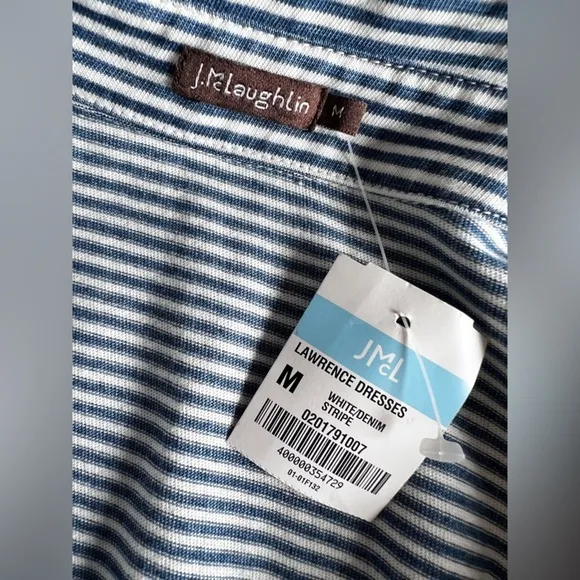 J.McLaughlin M
JMcL
LAWRENCE DRESSES
M
WHITE/DENIM
STRIPE
0201791007
400000354729
01-01F132